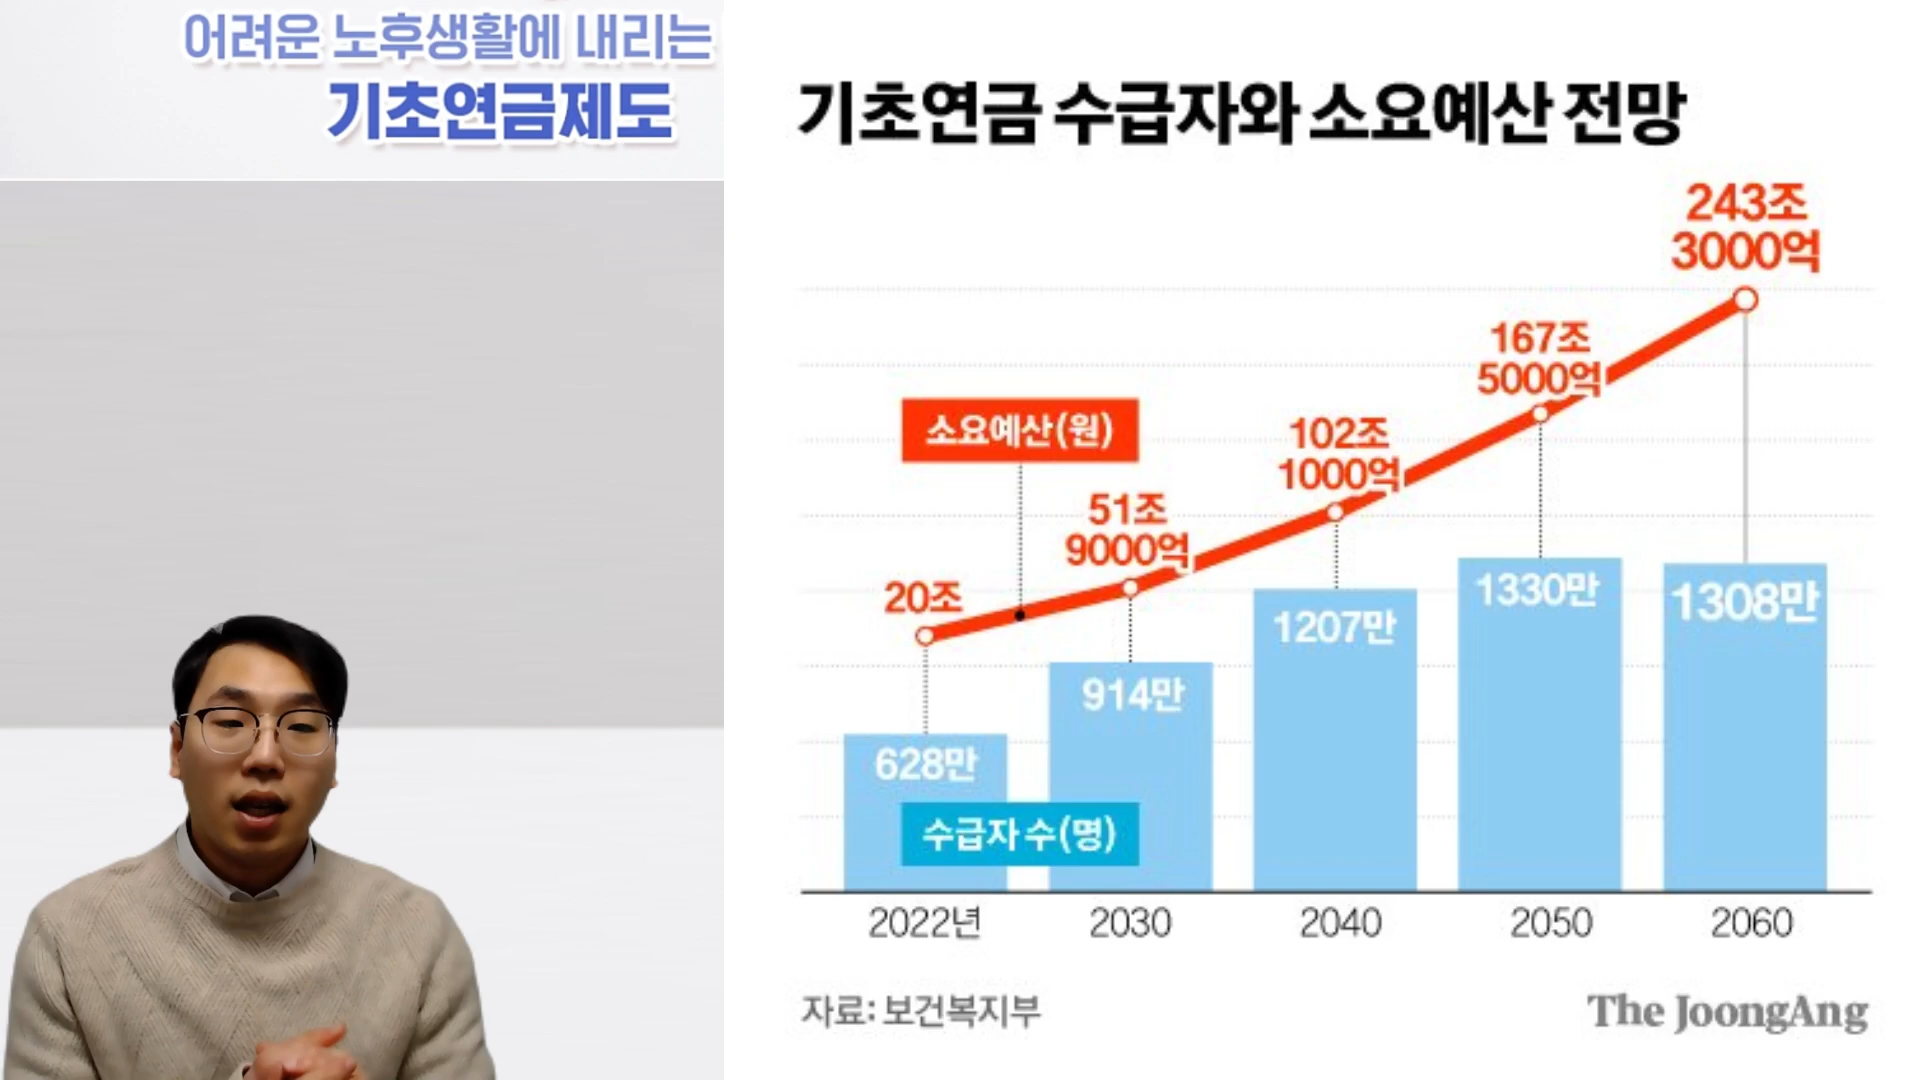 어려운 노후생활에 내리는
기초연금제도
기초연금 수급자와 소요예산 전망
243조
3000억
167조
5000억
소요예산(원)
102조
1000억
51조
9000억
20조
1330만
1308만
1207만
914만
628만
수급자 수(명)
2022년
2030
2040
2050
2060
자료: 보건복지부
The JoongAng